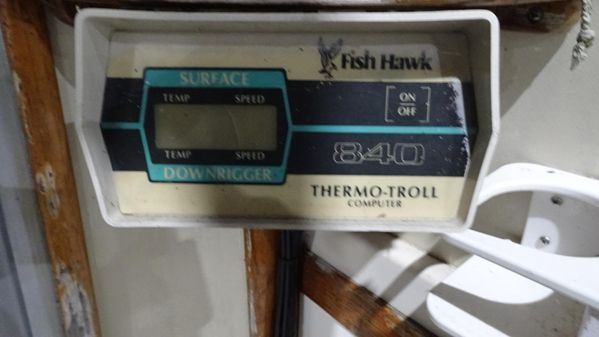 Fish Hawk
SURFACE
TEMP SPEED
ON
OFF
TEMP SPEED
840
DOWNRIGGER
THERMO-TROLL
COMPUTER